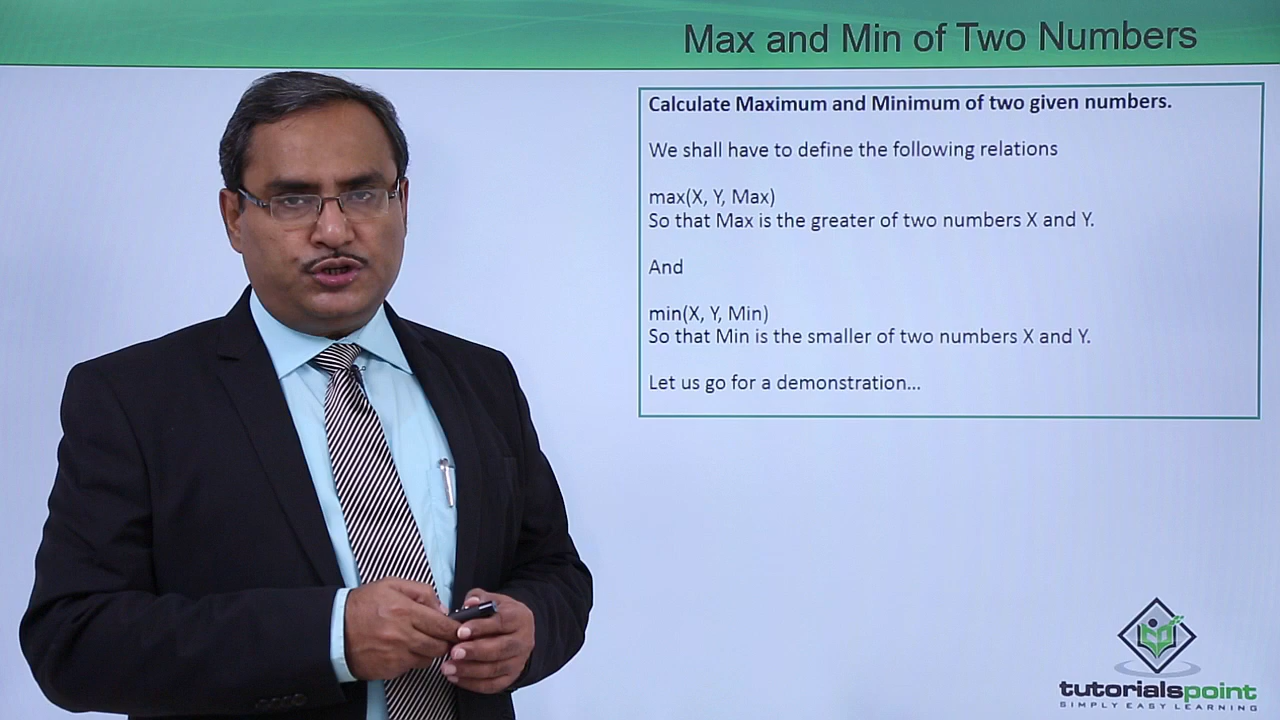 Max and Min of Two Numbers
Calculate Maximum and Minimum of two given numbers.
We shall have to define the following relations
max(X, Y, Max)
So that Max is the greater of two numbers X and Y.
And
min(X, Y, Min)
So that Min is the smaller of two numbers X and Y.
Let us go for a demonstration...
tutorialspoint
SIMPLY EASY LEARNING